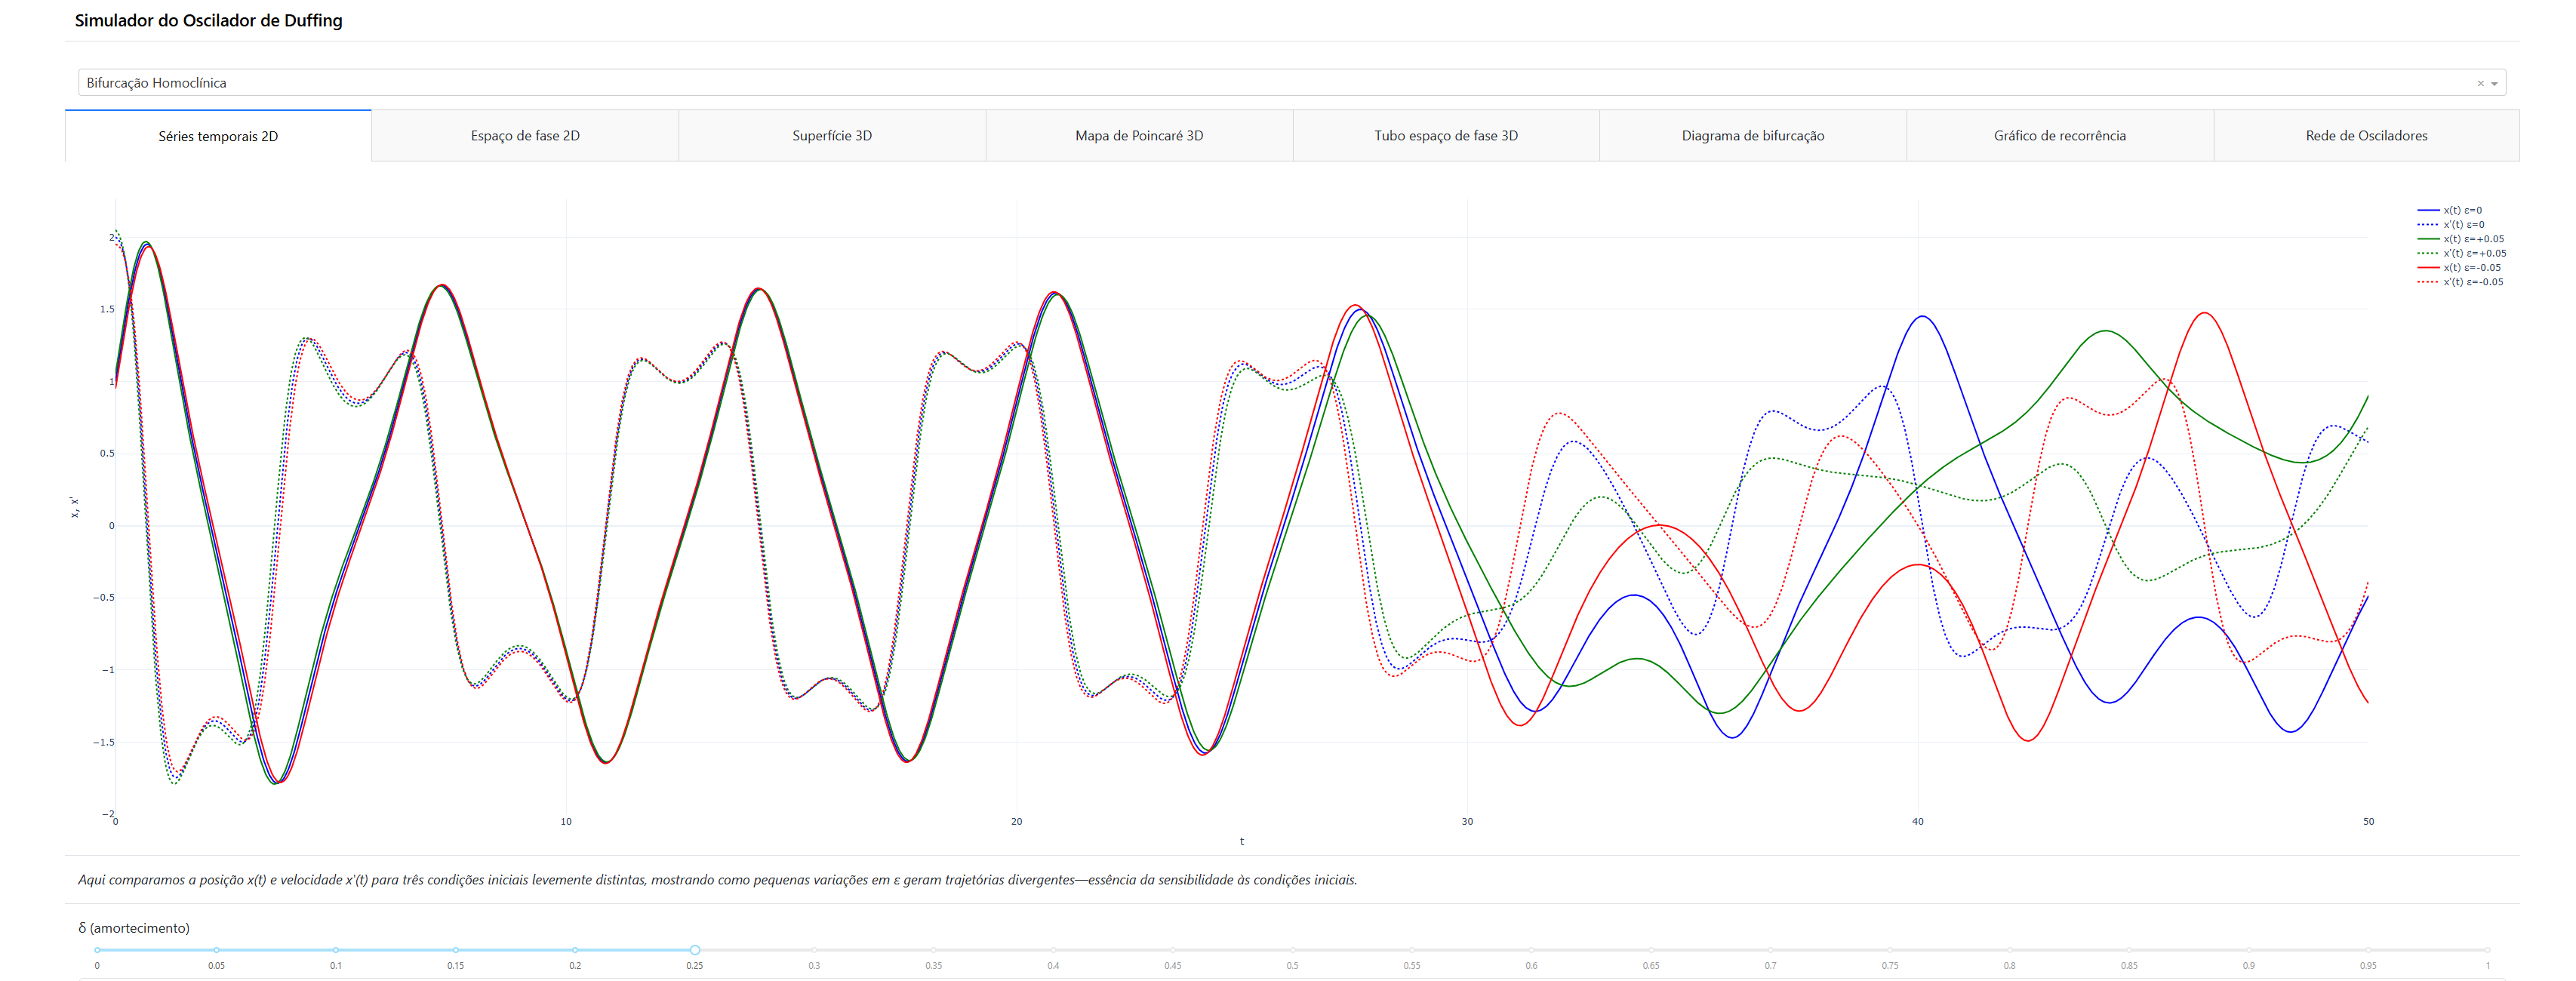 Simulador do Oscilador de Duffing
Bifurcação Homoclínica
Séries temporais 2D
Espaço de fase 2D
Superfície 3D
Mapa de Poincaré 3D
Tubo espaço de fase 3D
Diagrama de bifurcação
Gráfico de recorrência
Rede de Osciladores
x(t) ε=0
x'(t) ε=0
x(t) ε=+0.05
x'(t) ε=+0.05
x(t) ε=-0.05
x'(t) ε=-0.05
2
1.5
1
0.5
0
−0.5
−1
−1.5
−2
x, x'
0 10 20 30 40 50
t
Aqui comparamos a posição x(t) e velocidade x'(t) para três condições iniciais levemente distintas, mostrando como pequenas variações em ε geram trajetórias divergentes—essência da sensibilidade às condições iniciais.
δ (amortecimento)
0 0.05 0.1 0.15 0.2 0.25 0.3 0.35 0.4 0.45 0.5 0.55 0.6 0.65 0.7 0.75 0.8 0.85 0.9 0.95 1